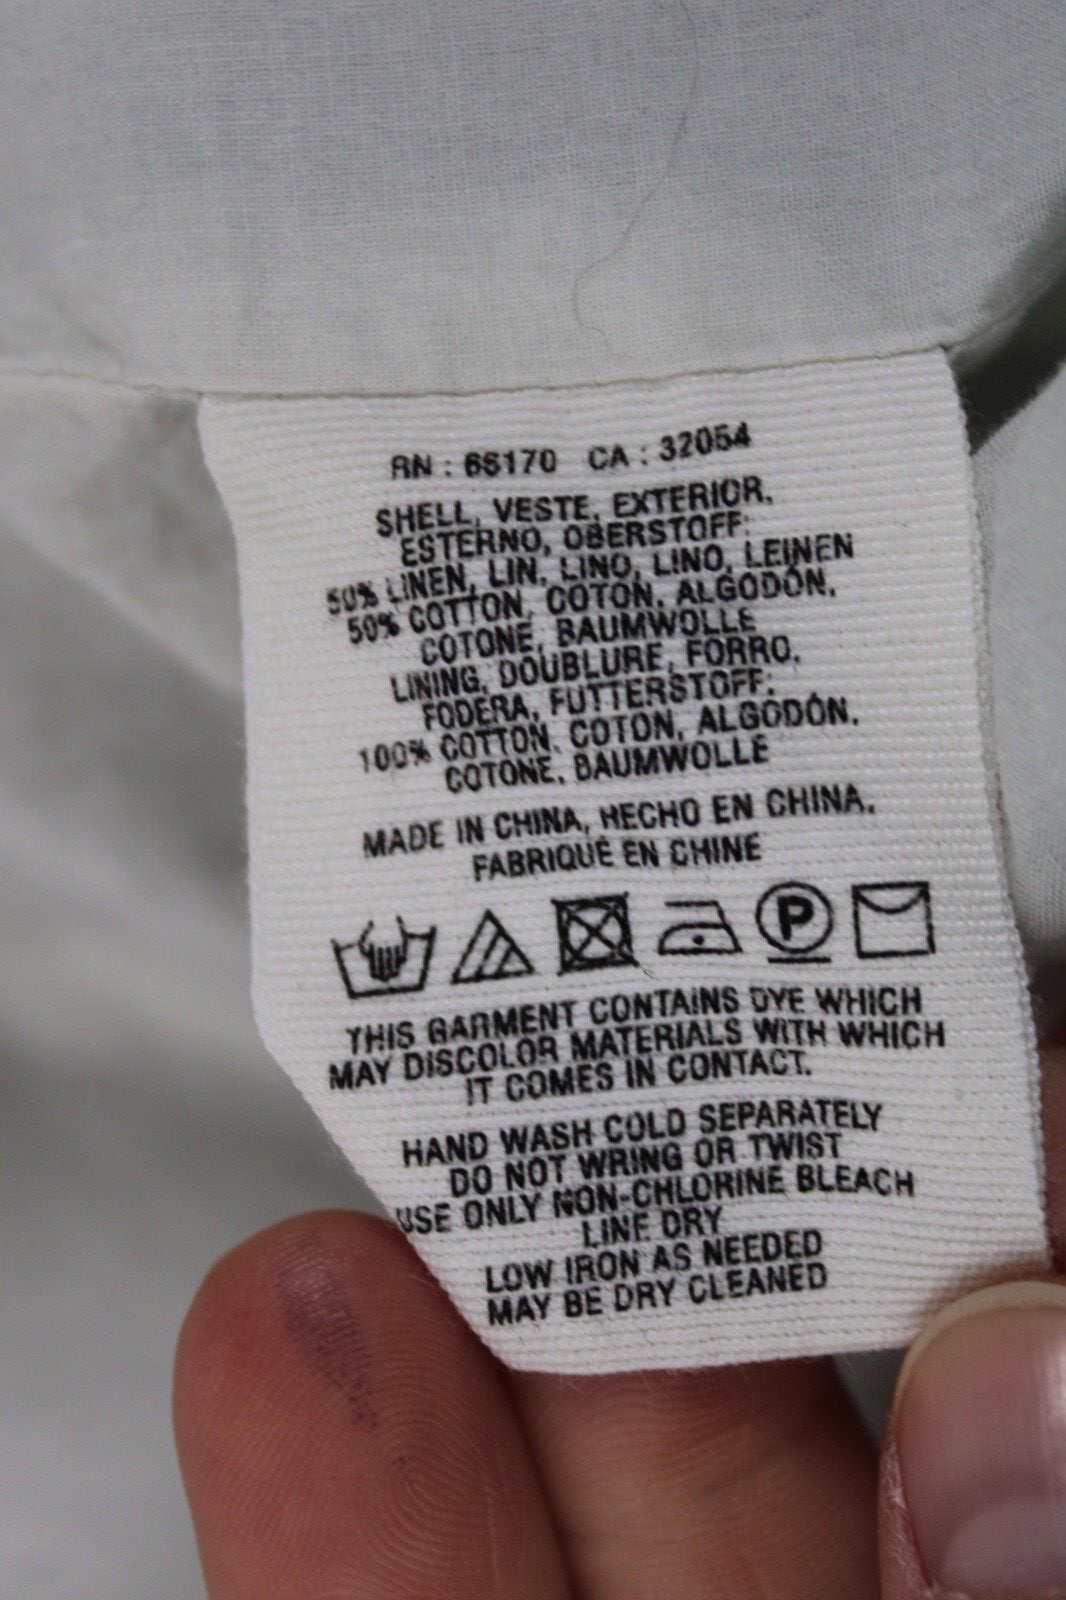 RN : 66170 CA : 32054
SHELL, VESTE, EXTERIOR,
ESTERNO, OBERSTOFF:
50% LINEN, LIN, LINO, LINO, LEINEN
50% COTTON, COTON, ALGODÓN,
COTONE, BAUMWOLLE
LINING, DOUBLURE, FORRO,
FODERA, FUTTERSTOFF:
100% COTTON, COTON, ALGODÓN,
COTONE, BAUMWOLLE
MADE IN CHINA, HECHO EN CHINA,
FABRIQUÉ EN CHINE
P
THIS GARMENT CONTAINS DYE WHICH
MAY DISCOLOR MATERIALS WITH WHICH
IT COMES IN CONTACT.
HAND WASH COLD SEPARATELY
DO NOT WRING OR TWIST
USE ONLY NON-CHLORINE BLEACH
LINE DRY
LOW IRON AS NEEDED
MAY BE DRY CLEANED